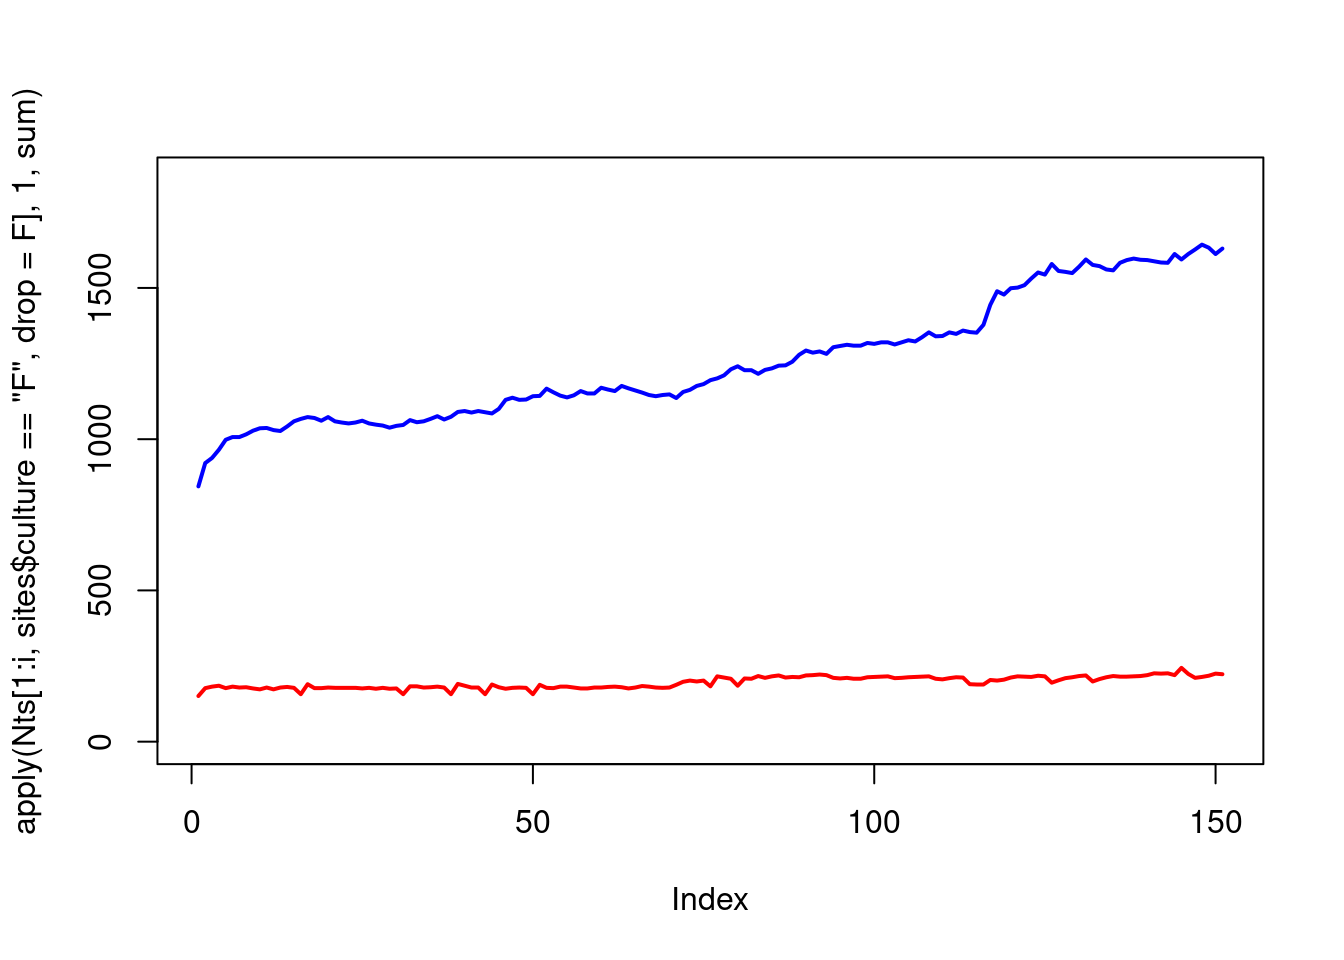 apply(Nts[1:i, sites$culture == "F", drop = F], 1, sum)
1500
1000
500
0
0 50 100 150
Index